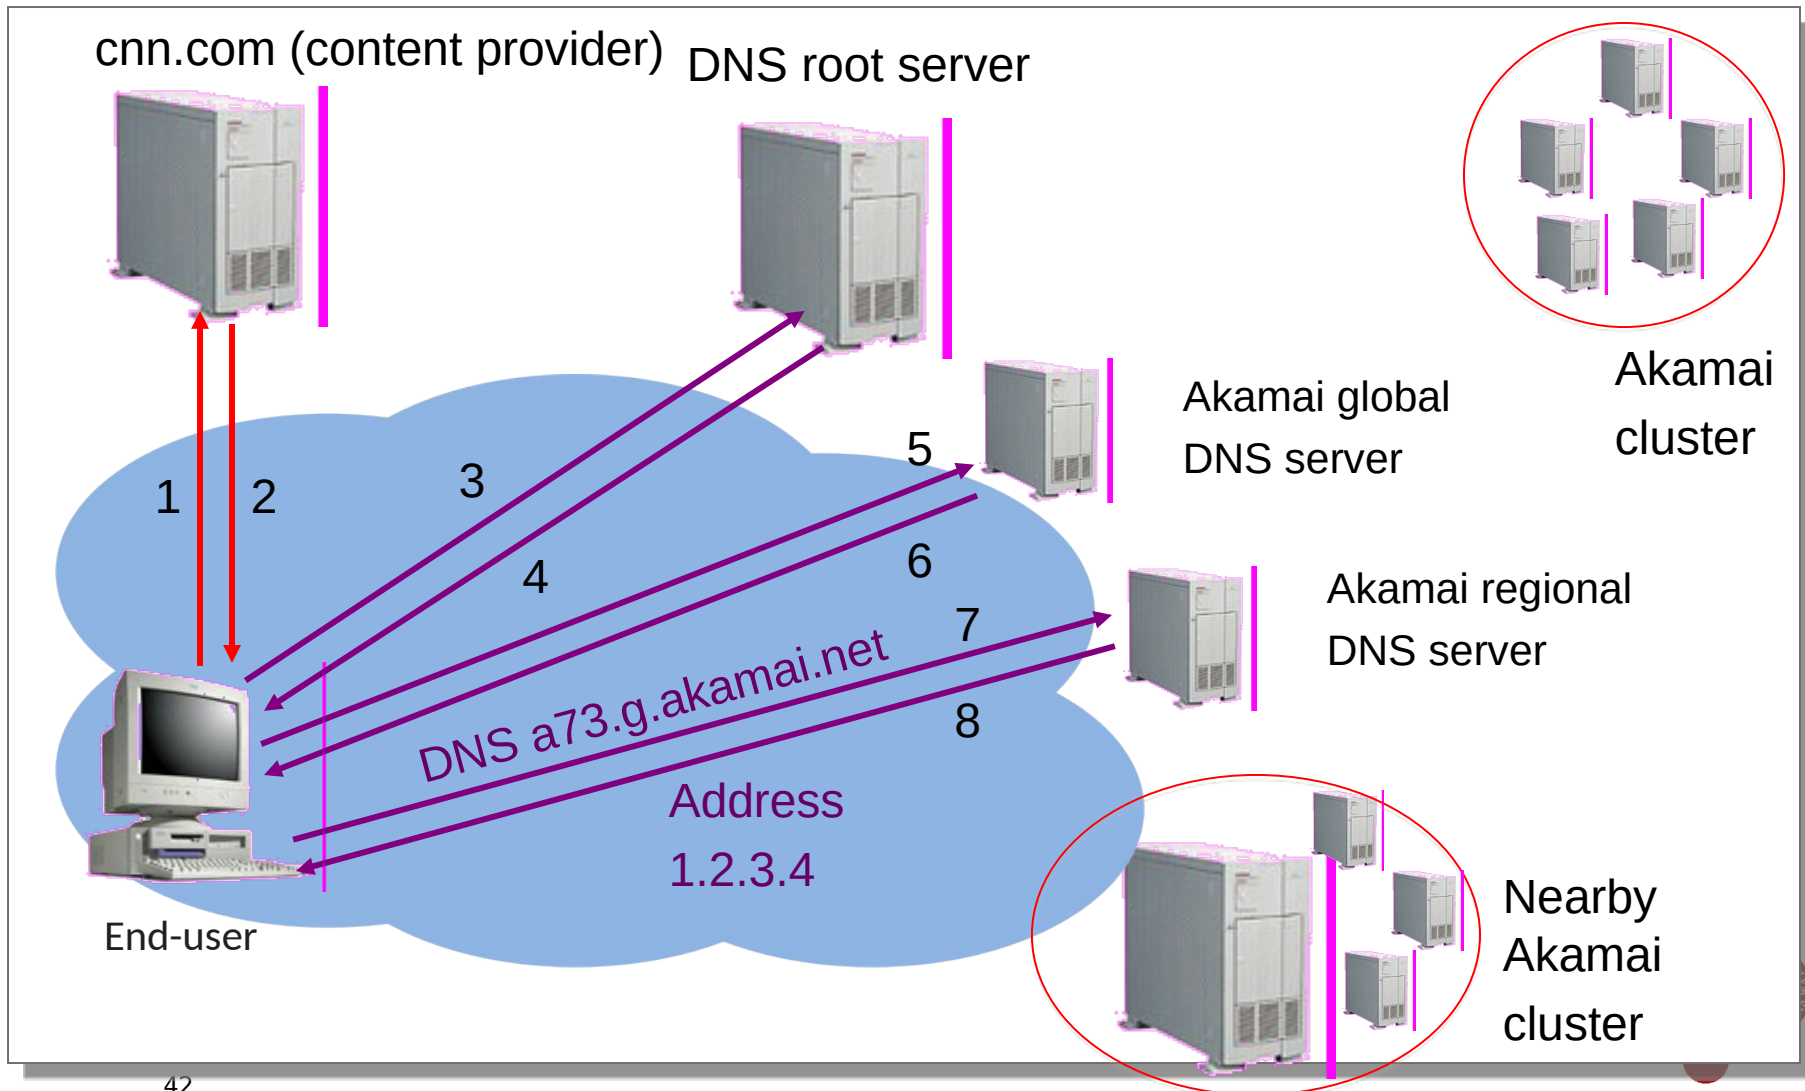 cnn.com (content provider)
DNS root server
Akamai
cluster
Akamai global
DNS server
5
3
1
2
6
4
Akamai regional
DNS server
7
DNS a73.g.akamai.net
8
Address
1.2.3.4
End-user
Nearby
Akamai
cluster
42